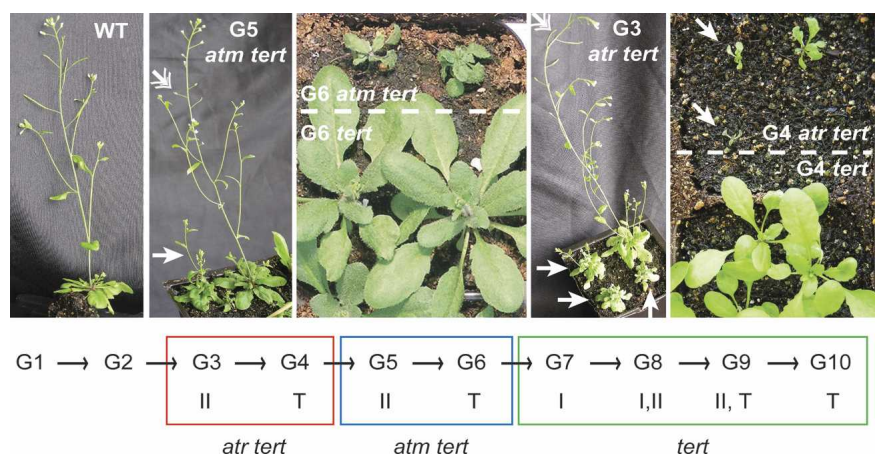 WT
G5
atm tert
G6 atm tert
G6 tert
G3
atr tert
G4 atr tert
G4 tert
G1 → G2 → G3 → G4 → G5 → G6 → G7 → G8 → G9 → G10
II T II T I I,II II, T T
atr tert atm tert tert